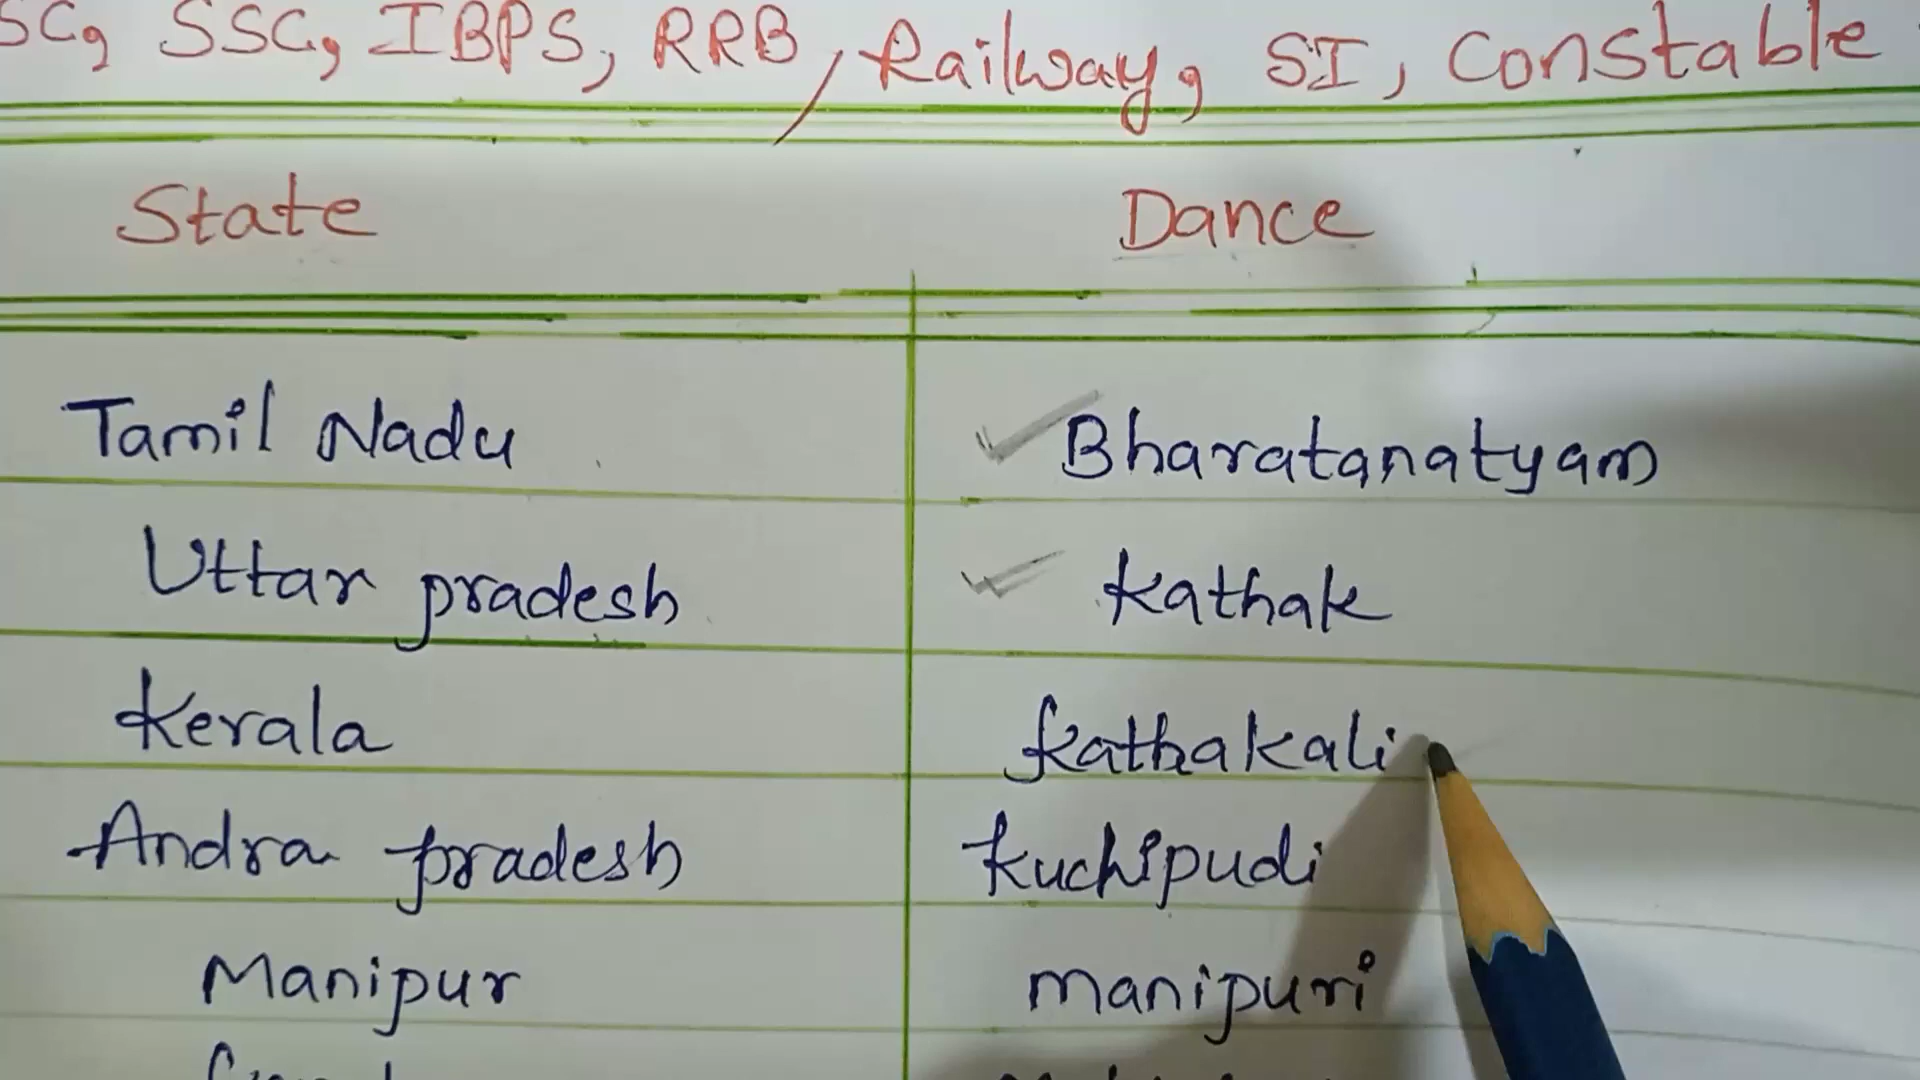 SC, SSC, IBPS, RRB, Railway, SI, Constable
State Dance
Tamil Nadu Bharatanatyam
Uttar pradesh Kathak
Kerala Kathakali
Andra pradesh Kuchipudi
Manipur manipuri